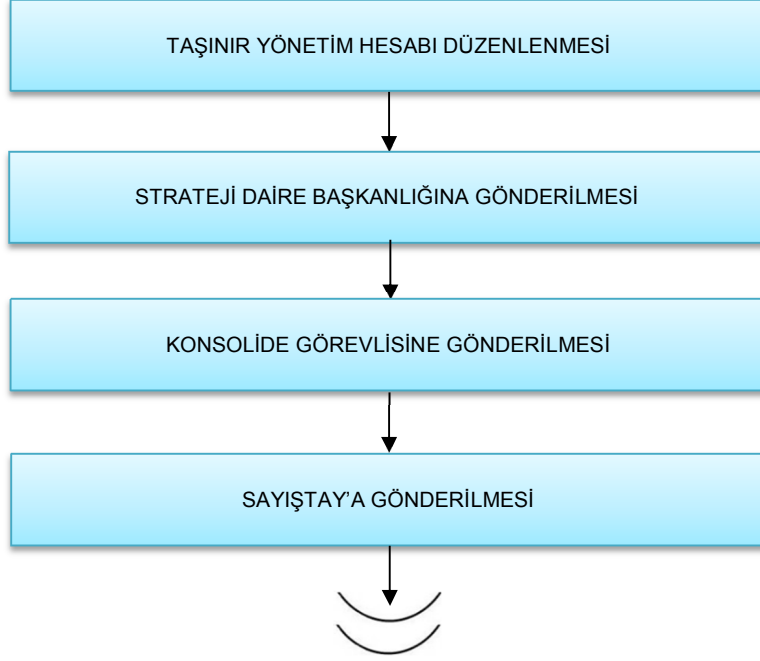 TAŞINIR YÖNETİM HESABI DÜZENLENMESİ
STRATEJİ DAİRE BAŞKANLIĞINA GÖNDERİLMESİ
KONSOLİDE GÖREVLİSİNE GÖNDERİLMESİ
SAYIŞTAY’A GÖNDERİLMESİ